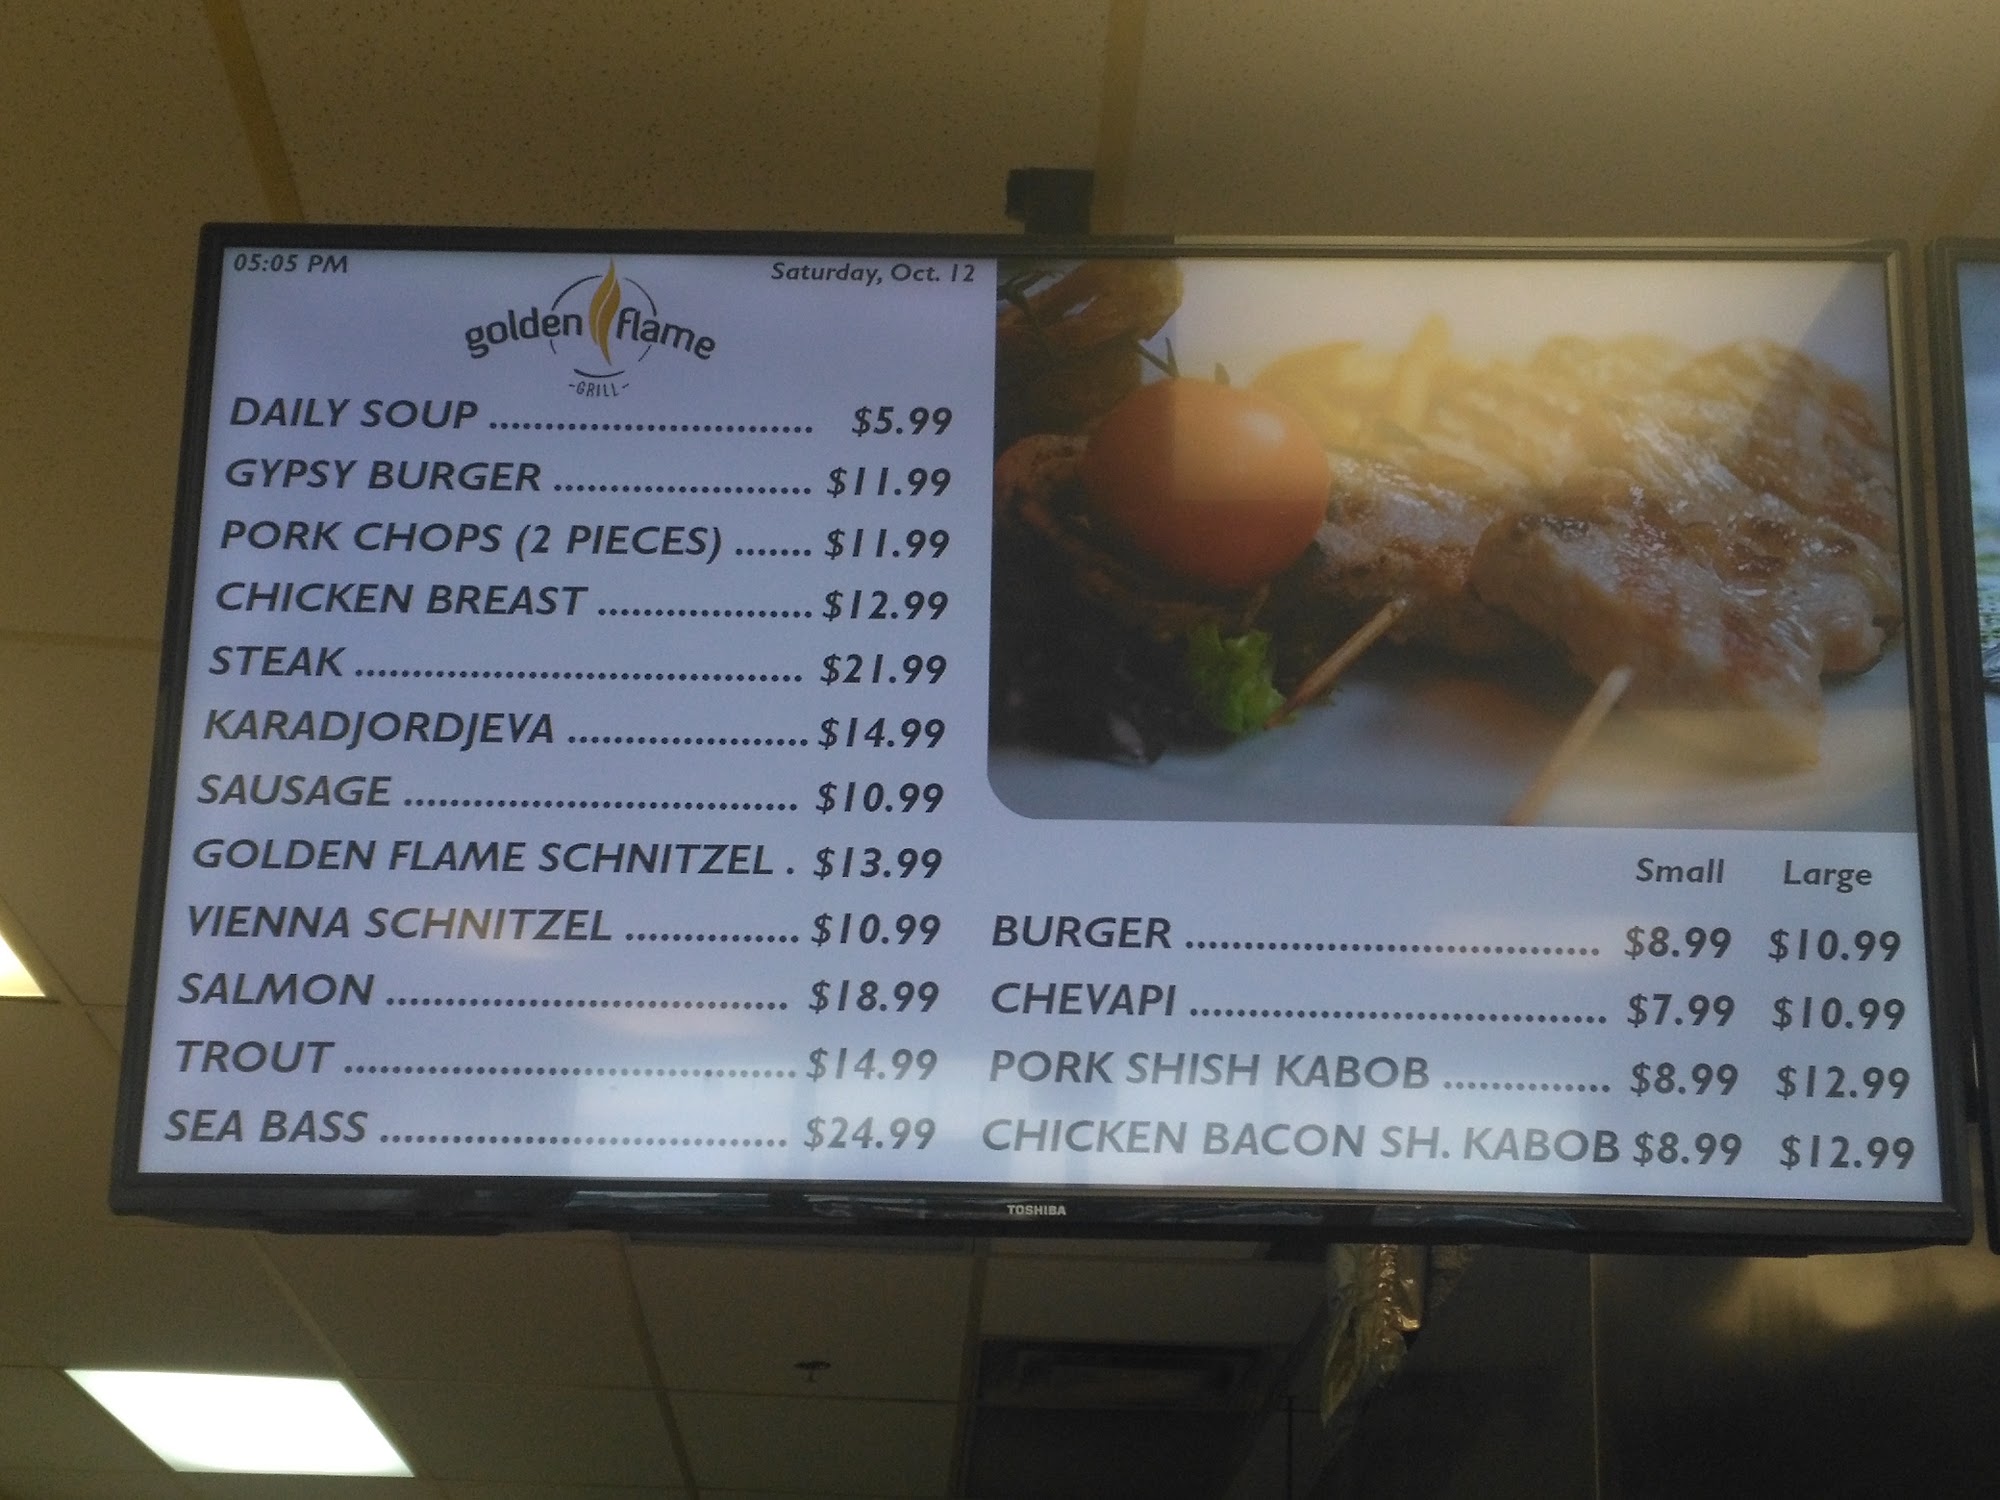 05:05 PM
Saturday, Oct. 12
golden flame
-GRILL-
DAILY SOUP ............................ $5.99
GYPSY BURGER ....................... $11.99
PORK CHOPS (2 PIECES) ....... $11.99
CHICKEN BREAST ................... $12.99
STEAK ....................................... $21.99
KARADJORDJEVA ..................... $14.99
SAUSAGE .................................. $10.99
GOLDEN FLAME SCHNITZEL . $13.99
VIENNA SCHNITZEL ............... $10.99
SALMON .................................. $18.99
TROUT ...................................... $14.99
SEA BASS .................................. $24.99
Small Large
BURGER .................................... $8.99 $10.99
CHEVAPI .................................... $7.99 $10.99
PORK SHISH KABOB .............. $8.99 $12.99
CHICKEN BACON SH. KABOB $8.99 $12.99
TOSHIBA